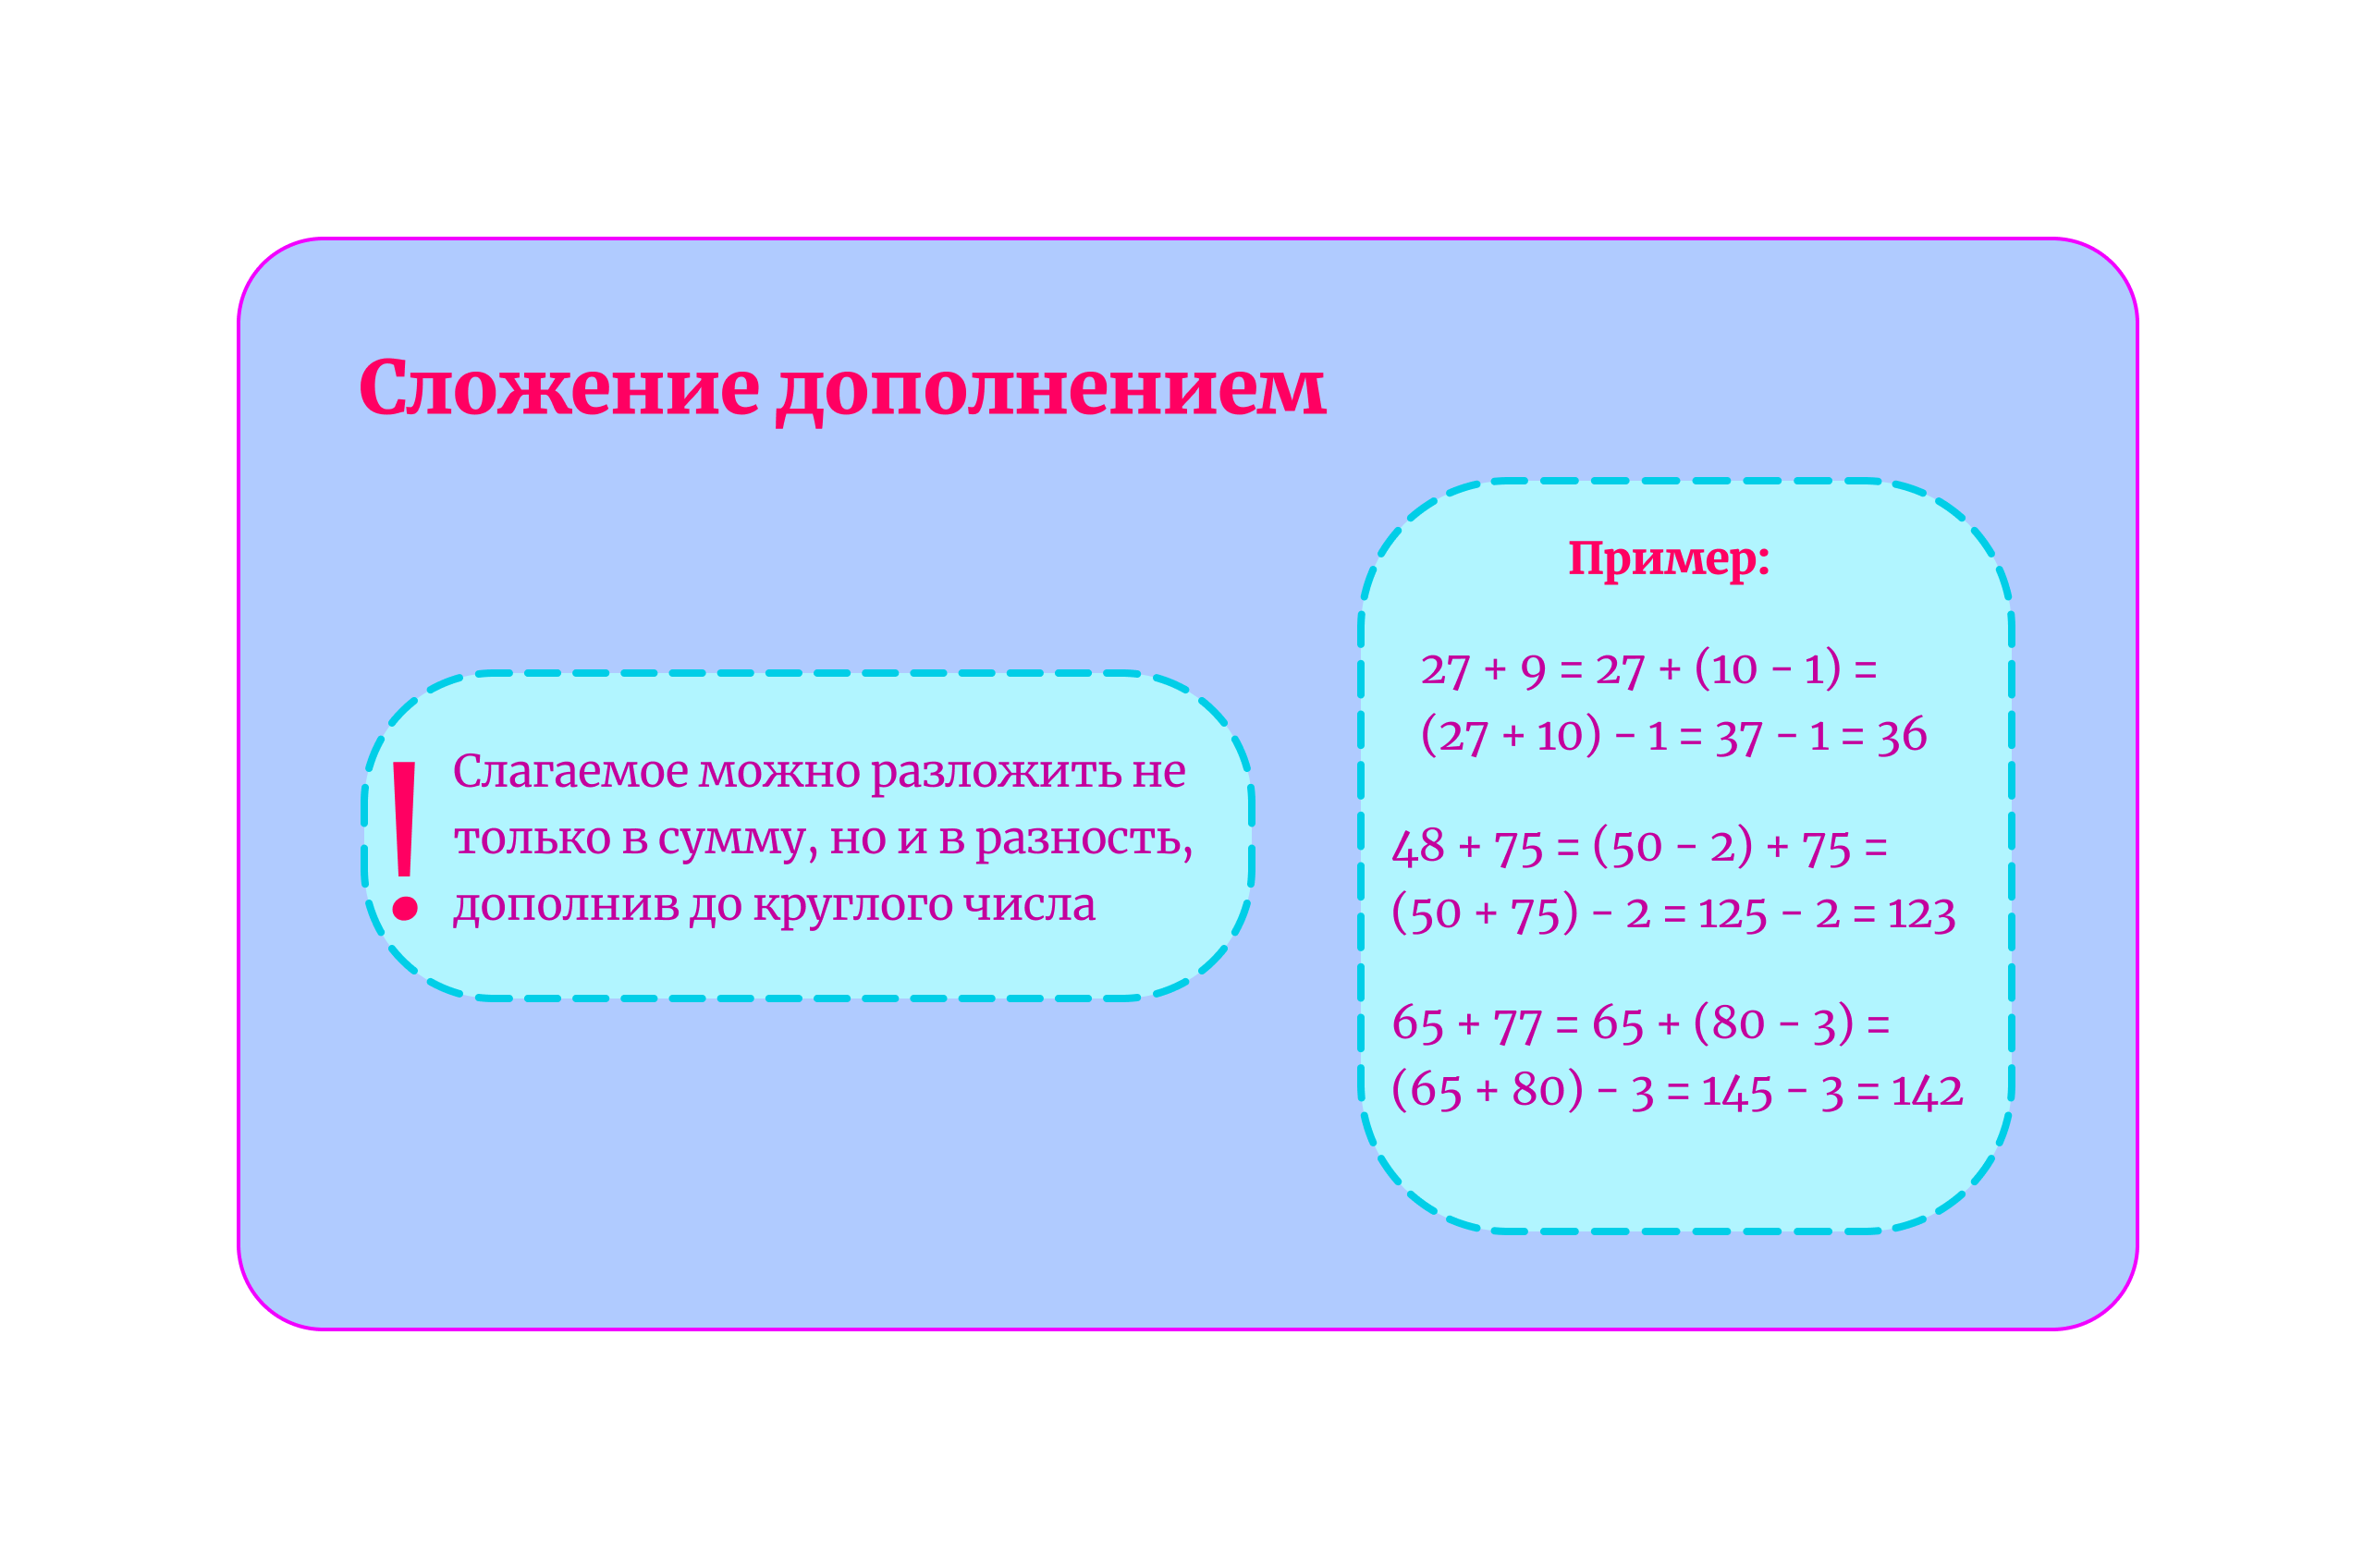 Сложение дополнением
!
Слагаемое можно разложить не
только в сумму, но и в разность,
дополнив до круглого числа
Пример:
27 + 9 = 27 + (10 − 1) =
(27 + 10) − 1 = 37 − 1 = 36
48 + 75 = (50 − 2) + 75 =
(50 + 75) − 2 = 125 − 2 = 123
65 + 77 = 65 + (80 − 3) =
(65 + 80) − 3 = 145 − 3 = 142